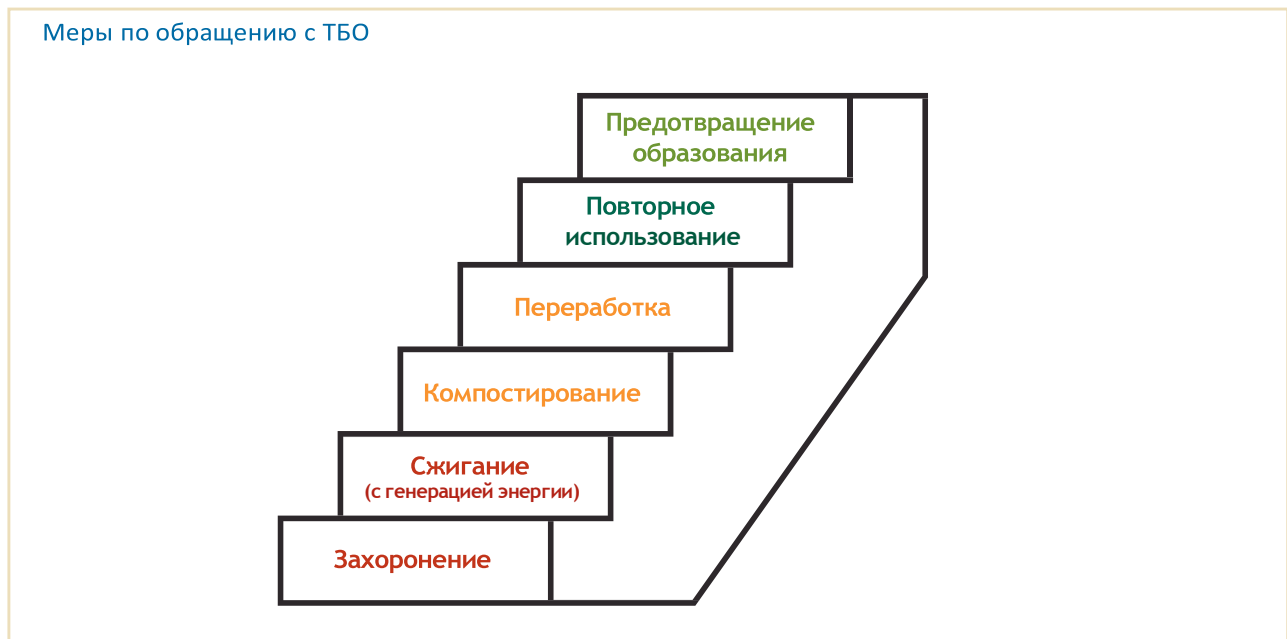 Меры по обращению с ТБО
Предотвращение
образования
Повторное
использование
Переработка
Компостирование
Сжигание
(с генерацией энергии)
Захоронение